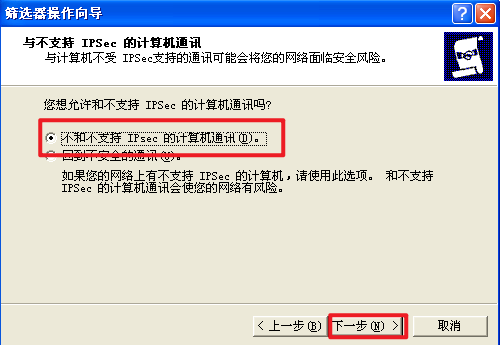 筛选器操作向导
与不支持 IPSec 的计算机通讯
与计算机不受 IPSec支持的通讯可能会将您的网络面临安全风险。
您想允许和不支持 IPSec 的计算机通讯吗?
不和不支持 IPsec 的计算机通讯(D)。
回到不安全的通讯(U)。
如果您的网络上有不支持 IPSec 的计算机,请使用此选项。 和不支持
IPSec 的计算机通讯会使您的网络有风险。
< 上一步(B)
下一步(N) >
取消